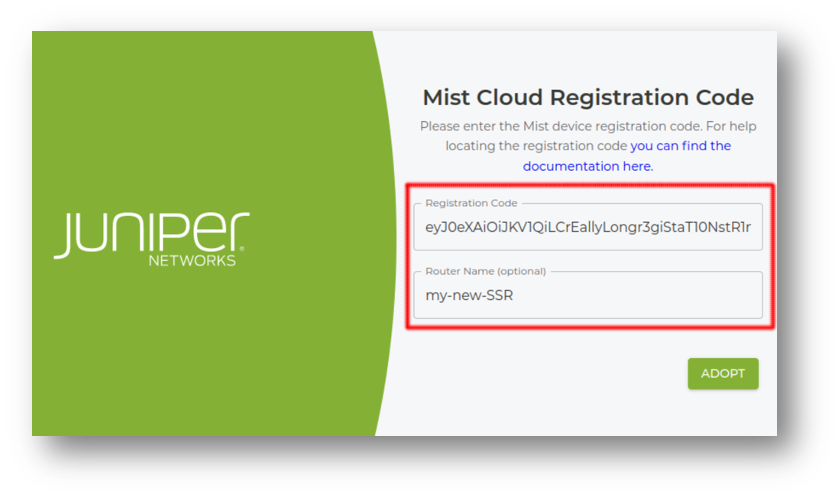 JUNIPER
NETWORKS
Mist Cloud Registration Code
Please enter the Mist device registration code. For help
locating the registration code you can find the
documentation here.
Registration Code
eyJ0eXAiOiJKV1QiLCrEallyLongr3giStaT10NstR1r
Router Name (optional)
my-new-SSR
ADOPT